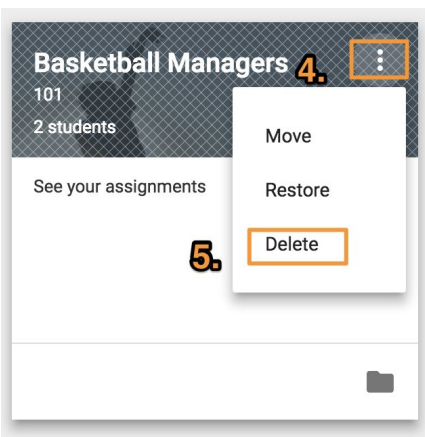 Basketball Managers 4.
101
2 students
Move
See your assignments
Restore
5. Delete